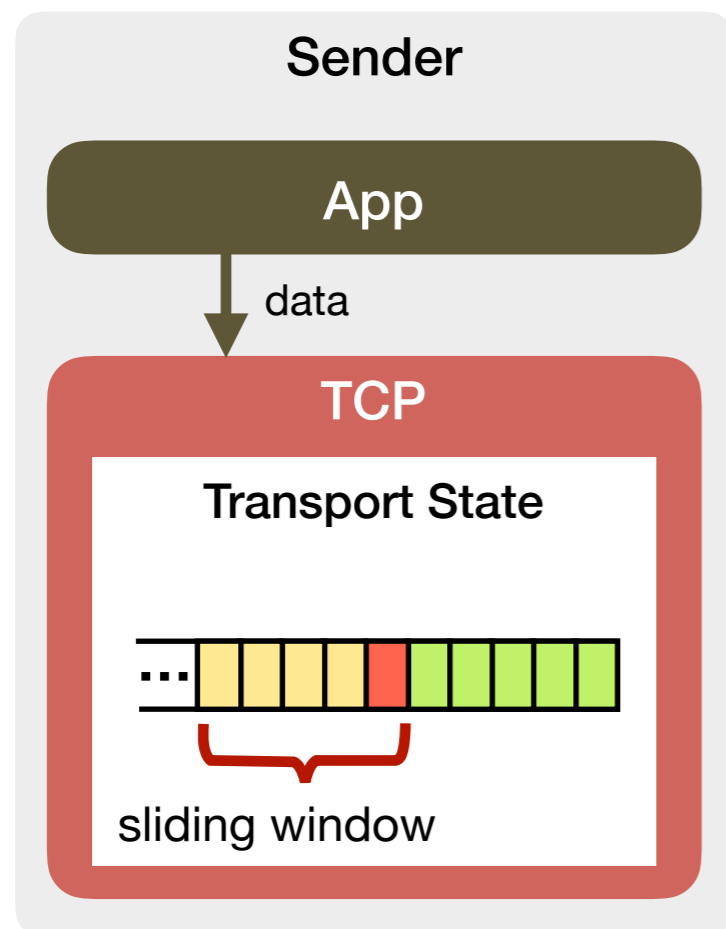 Sender
App
data
TCP
Transport State
...
sliding window